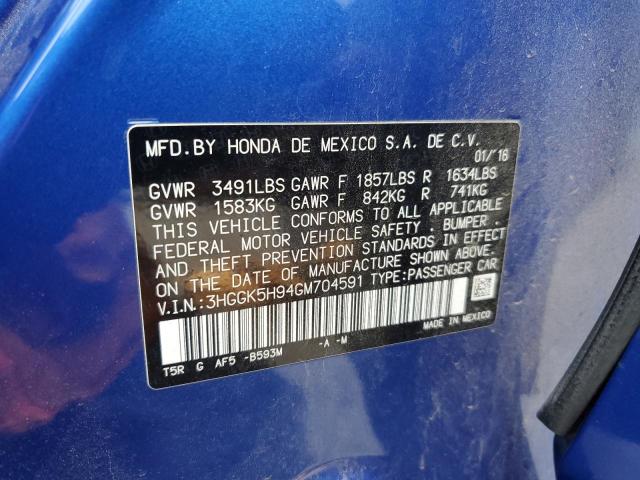 MFD. BY HONDA DE MEXICO S.A. DE C.V.
01/16
GVWR 3491LBS GAWR F 1857LBS R 1634LBS
GVWR 1583KG GAWR F 842KG R 741KG
THIS VEHICLE CONFORMS TO ALL APPLICABLE
FEDERAL MOTOR VEHICLE SAFETY, BUMPER,
AND THEFT PREVENTION STANDARDS IN EFFECT
ON THE DATE OF MANUFACTURE SHOWN ABOVE.
V.I.N.:3HGGK5H94GM704591 TYPE:PASSENGER CAR
T5R G AF5 -B593M -A -M
MADE IN MEXICO